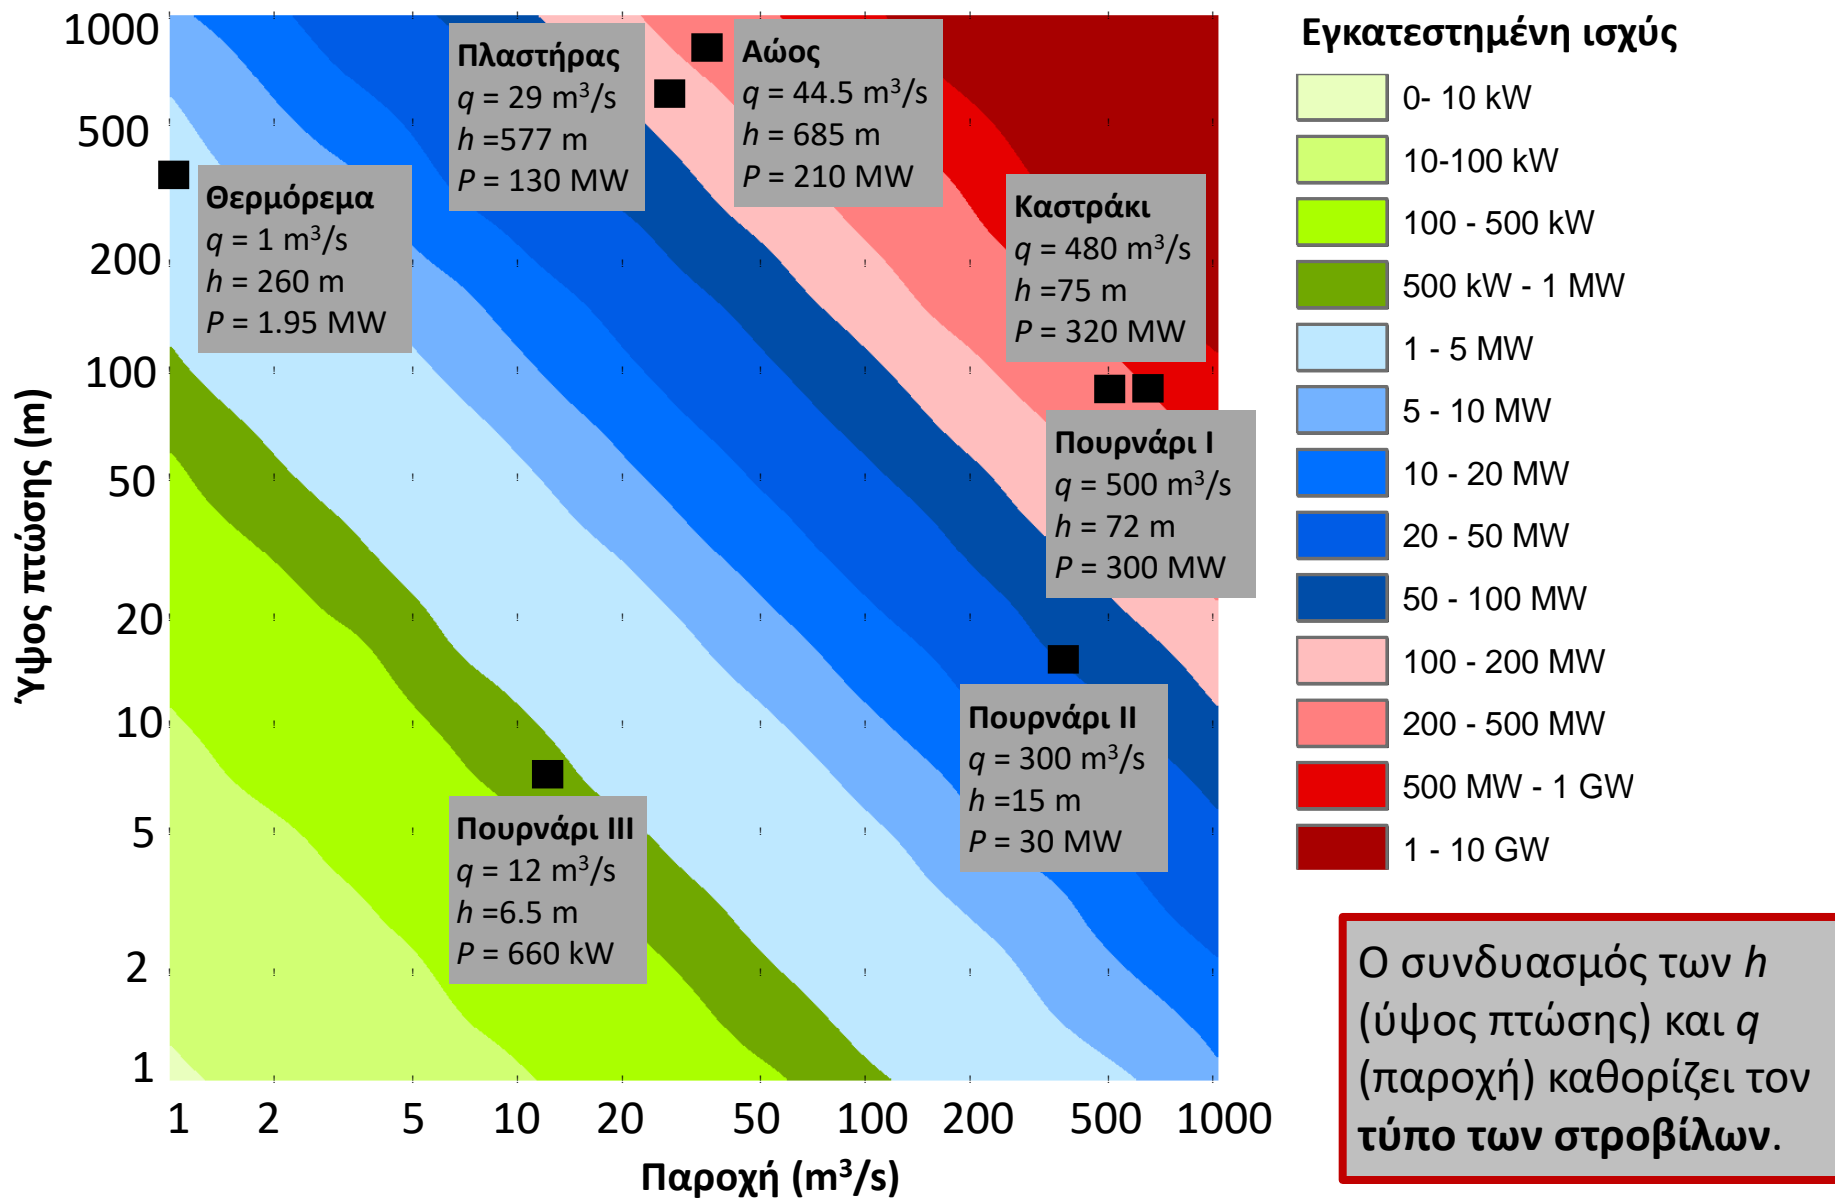 Ύψος πτώσης (m)
1000
500
200
100
50
20
10
5
2
1
1 2 5 10 20 50 100 200 500 1000
Παροχή (m³/s)
Πλαστήρας
q = 29 m³/s
h =577 m
P = 130 MW
Αώος
q = 44.5 m³/s
h = 685 m
P = 210 MW
Θερμόρεμα
q = 1 m³/s
h = 260 m
P = 1.95 MW
Καστράκι
q = 480 m³/s
h =75 m
P = 320 MW
Πουρνάρι Ι
q = 500 m³/s
h = 72 m
P = 300 MW
Πουρνάρι ΙΙ
q = 300 m³/s
h =15 m
P = 30 MW
Πουρνάρι ΙΙΙ
q = 12 m³/s
h =6.5 m
P = 660 kW
Εγκατεστημένη ισχύς
0- 10 kW
10-100 kW
100 - 500 kW
500 kW - 1 MW
1 - 5 MW
5 - 10 MW
10 - 20 MW
20 - 50 MW
50 - 100 MW
100 - 200 MW
200 - 500 MW
500 MW - 1 GW
1 - 10 GW
Ο συνδυασμός των h
(ύψος πτώσης) και q
(παροχή) καθορίζει τον
τύπο των στροβίλων.